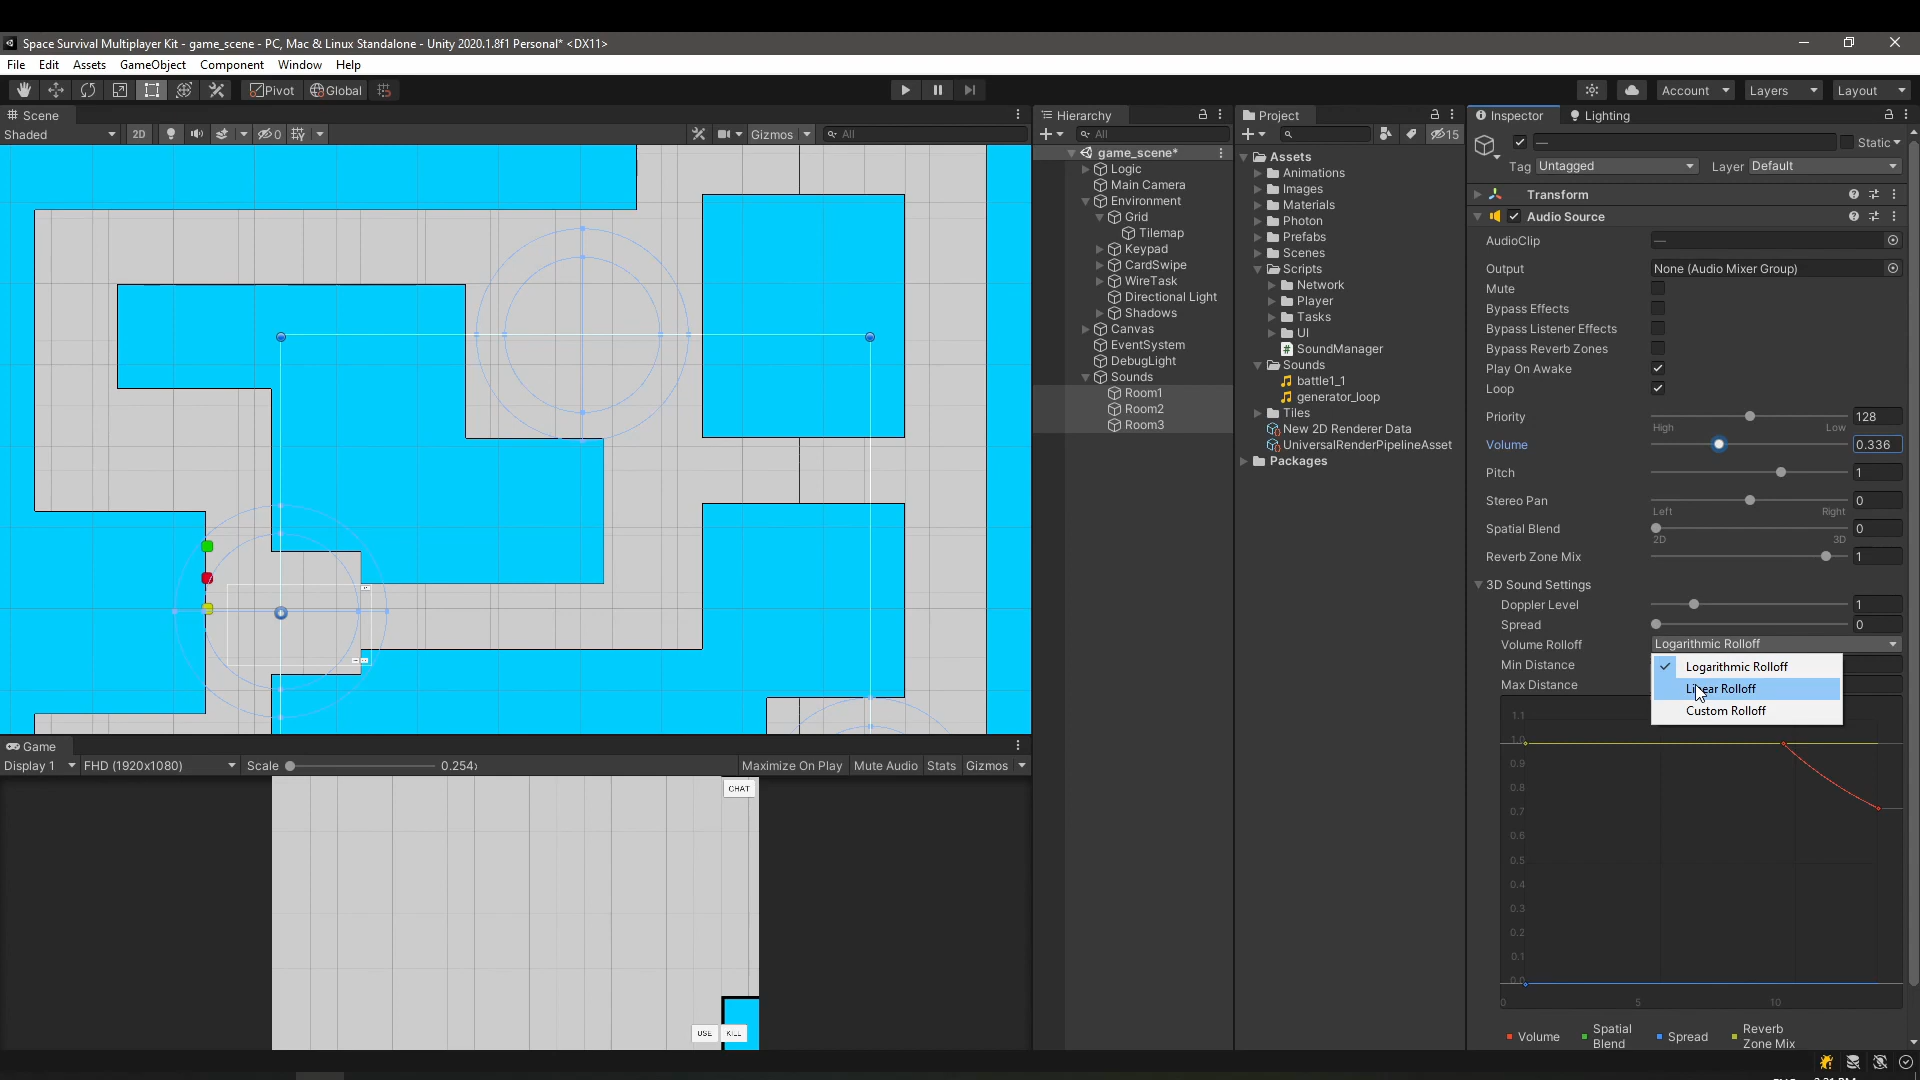 Space Survival Multiplayer Kit - game_scene - PC, Mac & Linux Standalone - Unity 2020.1.8f1 Personal* <DX11>
File Edit Assets GameObject Component Window Help
Pivot Global Account Layers Layout
Scene
Shaded 2D 0 Gizmos All
Hierarchy
All
game_scene*
Logic
Main Camera
Environment
Grid
Tilemap
Keypad
CardSwipe
WireTask
Directional Light
Shadows
Canvas
EventSystem
DebugLight
Sounds
Room1
Room2
Room3
Project
15
Assets
Animations
Images
Materials
Photon
Prefabs
Scenes
Scripts
Network
Player
Tasks
UI
SoundManager
Sounds
battle1_1
generator_loop
Tiles
New 2D Renderer Data
UniversalRenderPipelineAsset
Packages
Inspector Lighting
— Static
Tag Untagged Layer Default
Transform
Audio Source
AudioClip —
Output None (Audio Mixer Group)
Mute
Bypass Effects
Bypass Listener Effects
Bypass Reverb Zones
Play On Awake
Loop
Priority 128
High Low
Volume 0.336
Pitch 1
Stereo Pan 0
Left Right
Spatial Blend 0
2D 3D
Reverb Zone Mix 1
3D Sound Settings
Doppler Level 1
Spread 0
Volume Rolloff Logarithmic Rolloff
Min Distance
Max Distance
Logarithmic Rolloff
Linear Rolloff
Custom Rolloff
1.1
1.0
0.9
0.8
0.7
0.6
0.5
0.4
0.3
0.2
0.1
0.0
0 5 10
Volume Spatial Blend Spread Reverb Zone Mix
Game
Display 1 FHD (1920x1080) Scale 0.254 Maximize On Play Mute Audio Stats Gizmos
CHAT
USE KILL